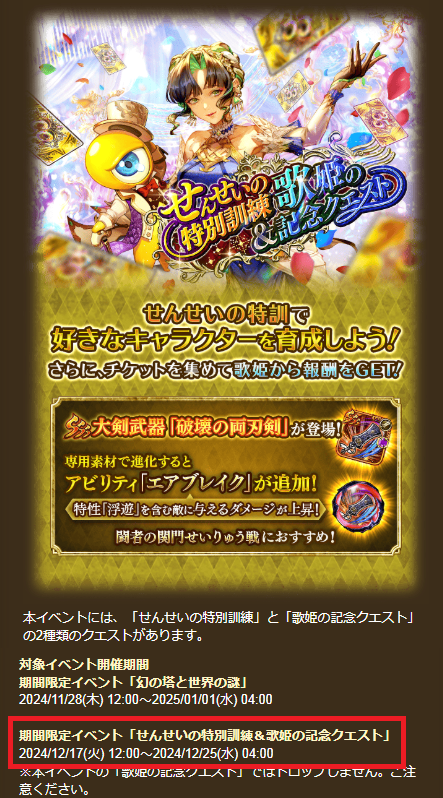 せんせいの
特別訓練
&
歌姫の
記念クエスト
せんせいの特訓で
好きなキャラクターを育成しよう!
さらに、チケットを集めて歌姫から報酬をGET!
SS大剣武器「破壊の両刃剣」が登場!
専用素材で進化すると
アビリティ「エアブレイク」が追加!
特性「浮遊」を含む敵に与えるダメージが上昇!
闘者の関門せいりゅう戦におすすめ!
本イベントには、「せんせいの特別訓練」と「歌姫の記念クエスト」
の2種類のクエストがあります。
対象イベント開催期間
期間限定イベント「幻の塔と世界の謎」
2024/11/28(木) 12:00～2025/01/01(水) 04:00
期間限定イベント「せんせいの特別訓練＆歌姫の記念クエスト」
2024/12/17(火) 12:00～2024/12/25(水) 04:00
※本イベントの「歌姫の記念クエスト」ではドロップしません。ご注
意ください。